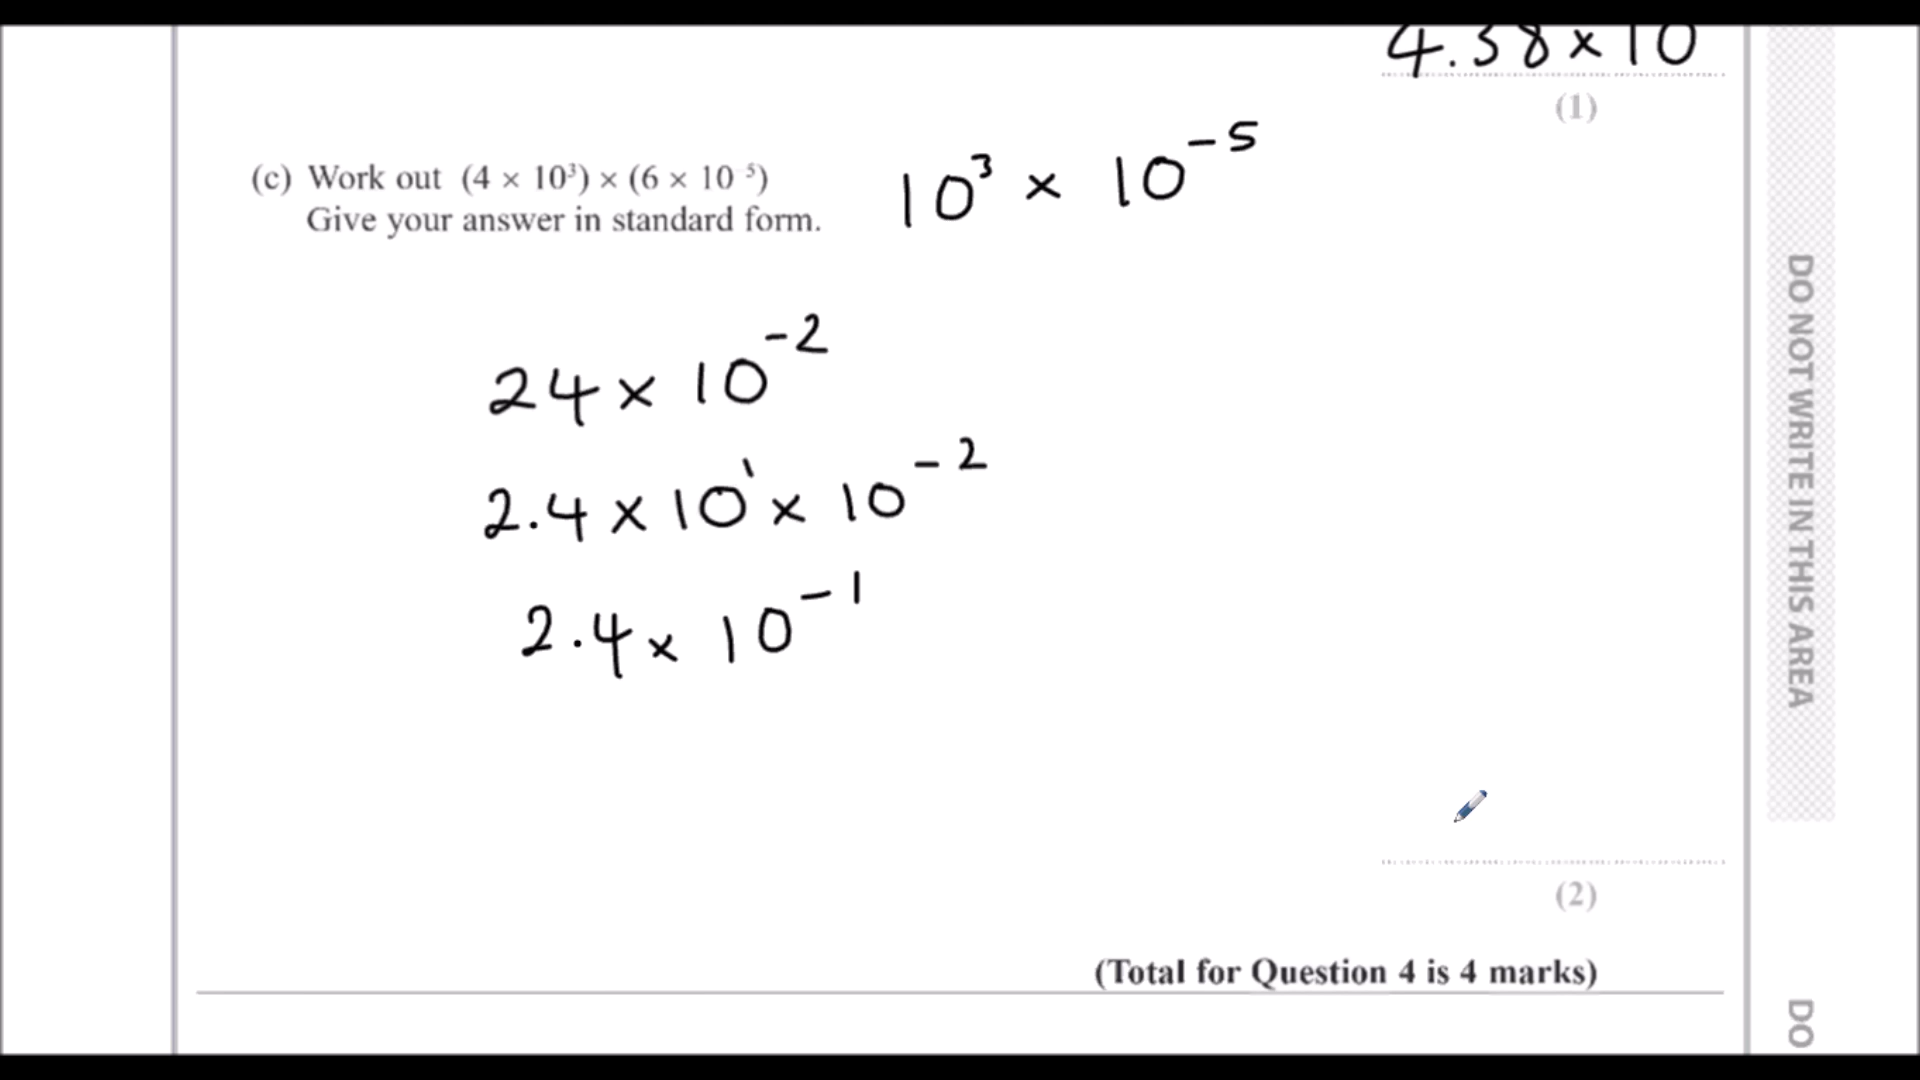 4.38 × 10
(1)
(c) Work out (4 × 10³) × (6 × 10 ⁵)
Give your answer in standard form.
10³ × 10⁻⁵
24 × 10⁻²
2.4 × 10¹ × 10⁻²
2.4 × 10⁻¹
(2)
(Total for Question 4 is 4 marks)
DO NOT WRITE IN THIS AREA
DO